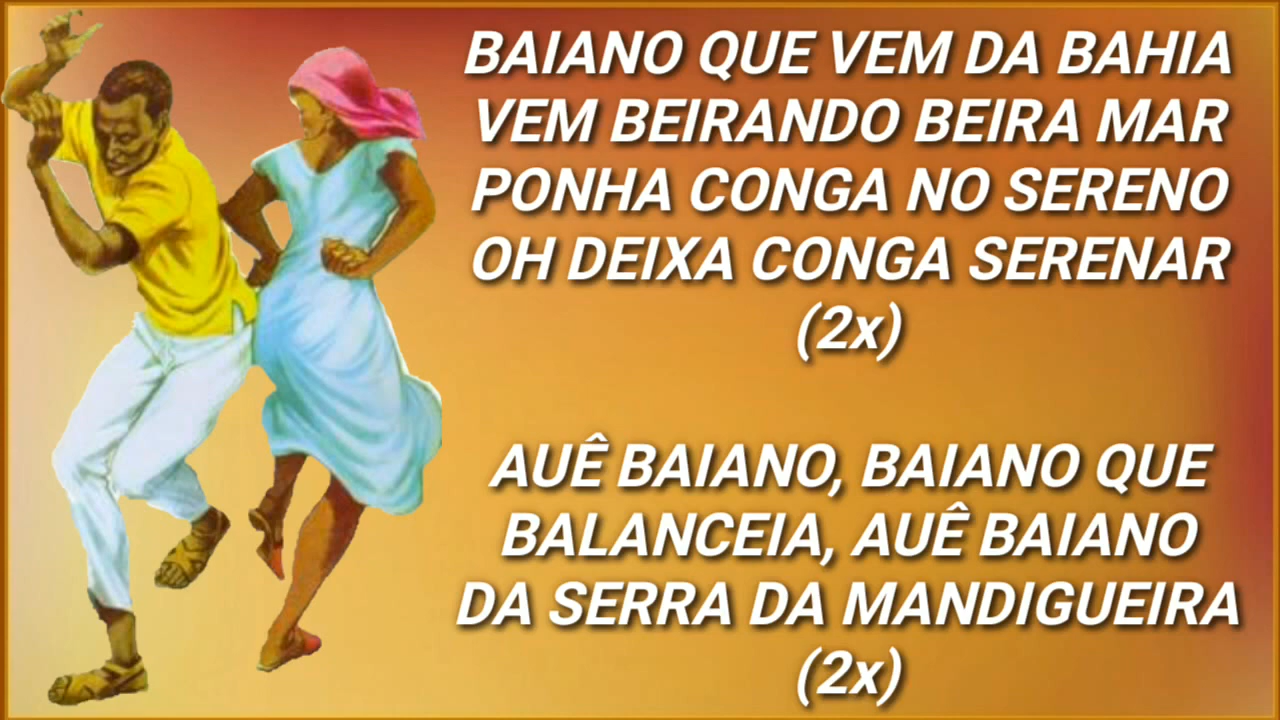 BAIANO QUE VEM DA BAHIA
VEM BEIRANDO BEIRA MAR
PONHA CONGA NO SERENO
OH DEIXA CONGA SERENAR
(2x)
AUÊ BAIANO, BAIANO QUE
BALANCEIA, AUÊ BAIANO
DA SERRA DA MANDIGUEIRA
(2x)